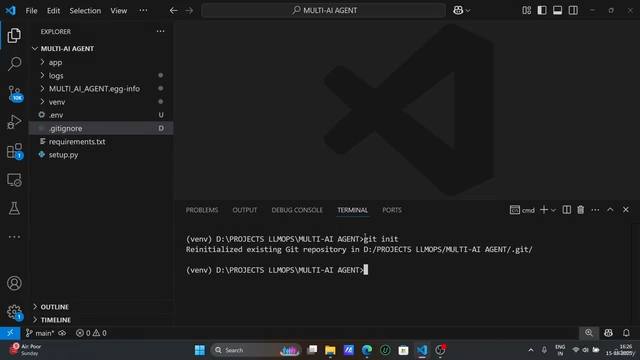 File Edit Selection View ··· MULTI-AI AGENT
EXPLORER ···
MULTI-AI AGENT
app
logs
MULTI_AI_AGENT.egg-info
venv
.env U
.gitignore D
requirements.txt
setup.py
10K
PROBLEMS OUTPUT DEBUG CONSOLE TERMINAL PORTS cmd
(venv) D:\PROJECTS LLMOPS\MULTI-AI AGENT>git init
Reinitialized existing Git repository in D:/PROJECTS LLMOPS/MULTI-AI AGENT/.git/
(venv) D:\PROJECTS LLMOPS\MULTI-AI AGENT>
OUTLINE
TIMELINE
main* 0 0
Air: Poor
Sunday
Search
ENG
IN
16:26